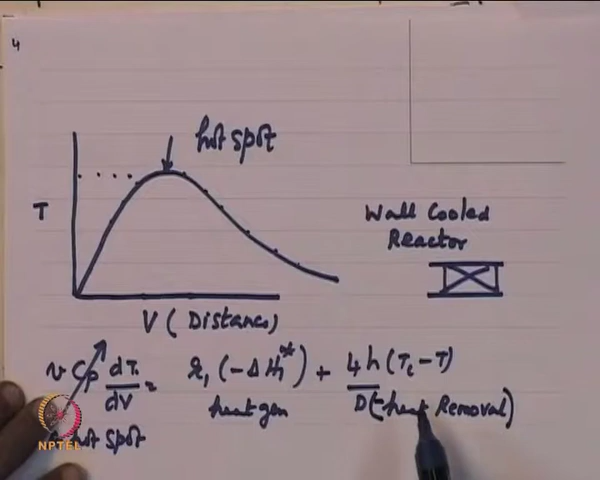 4
hot spot
T
Wall Cooled
Reactor
V (Distance)
v Cp dT/dV = r₁ (-ΔH₁*) + 4h/D (Tc - T)
heat gen
(-heat Removal)
hot spot
NPTEL